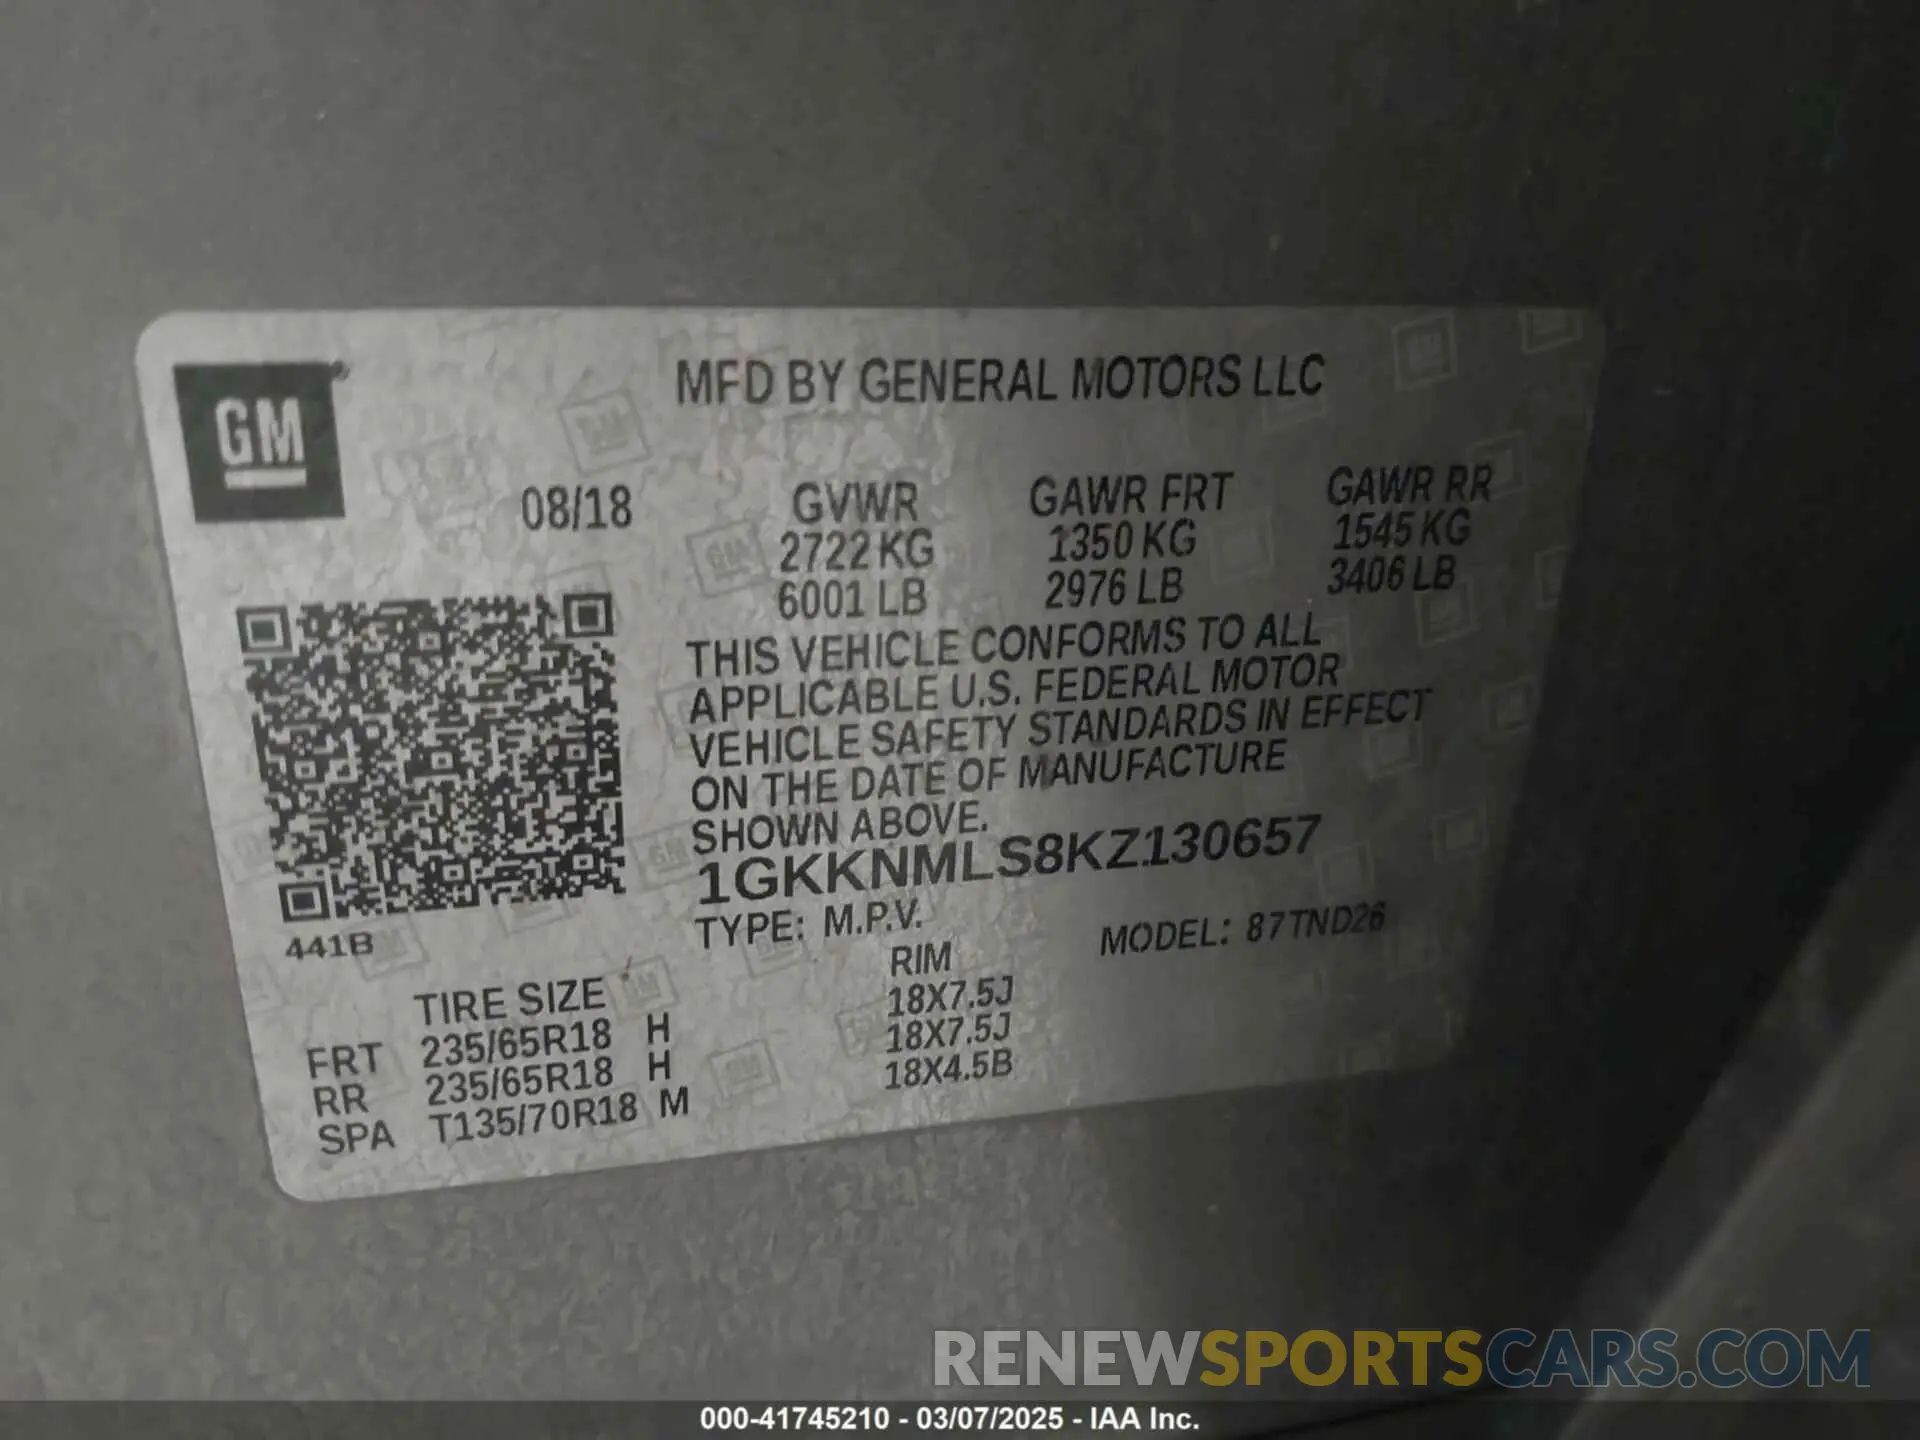 GM
MFD BY GENERAL MOTORS LLC
08/18
GVWR GAWR FRT GAWR RR
2722 KG 1350 KG 1545 KG
6001 LB 2976 LB 3406 LB
THIS VEHICLE CONFORMS TO ALL
APPLICABLE U.S. FEDERAL MOTOR
VEHICLE SAFETY STANDARDS IN EFFECT
ON THE DATE OF MANUFACTURE
SHOWN ABOVE.
1GKKNMLS8KZ130657
TYPE: M.P.V. MODEL: 87TND26
441B
TIRE SIZE RIM
FRT 235/65R18 H 18X7.5J
RR 235/65R18 H 18X7.5J
SPA T135/70R18 M 18X4.5B
RENEWSPORTSCARS.COM
000-41745210 - 03/07/2025 - IAA Inc.